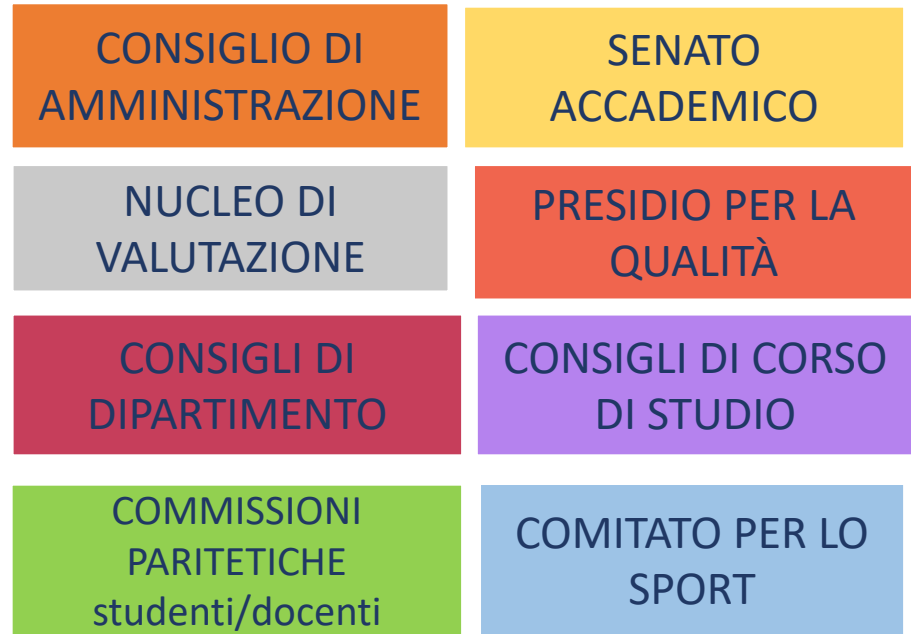 CONSIGLIO DI
AMMINISTRAZIONE
SENATO
ACCADEMICO
NUCLEO DI
VALUTAZIONE
PRESIDIO PER LA
QUALITÀ
CONSIGLI DI
DIPARTIMENTO
CONSIGLI DI CORSO
DI STUDIO
COMMISSIONI
PARITETICHE
studenti/docenti
COMITATO PER LO
SPORT